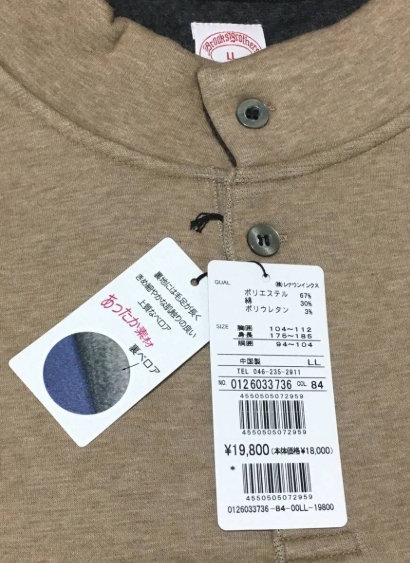 Brooks Brothers
LL
裏地には毛足が長く
きめ細やかな肌触りの良い
上質なベロア
あったか素材
裏ベロア
QUAL
(株)レナウンインクス
ポリエステル 67%
綿 30%
ポリウレタン 3%
SIZE
胸囲 104~112
身長 175~185
胴囲 94~104
中国製 LL
TEL 046-235-2911
NO. 0126033736 COL 84
4550505072959
¥19,800(本体価格¥18,000)
*
4550505072959
0126033736-84-00LL-19800